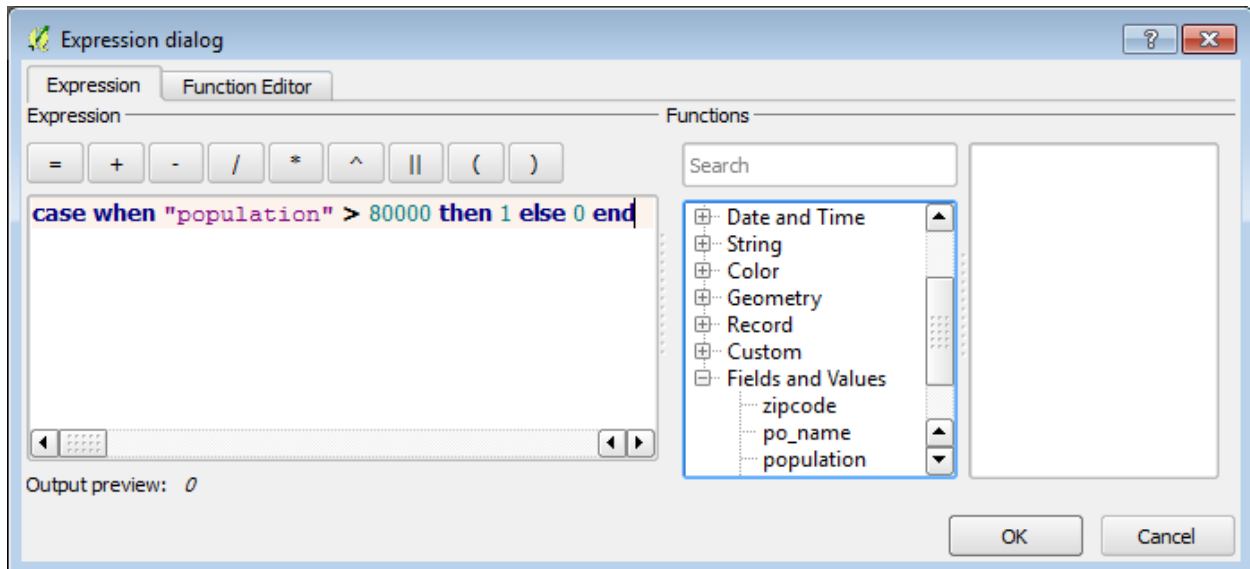 Expression dialog
Expression Function Editor
Expression
= + - / * ^ || ( )
case when "population" > 80000 then 1 else 0 end
Output preview: 0
Functions
Search
Date and Time
String
Color
Geometry
Record
Custom
Fields and Values
zipcode
po_name
population
OK Cancel